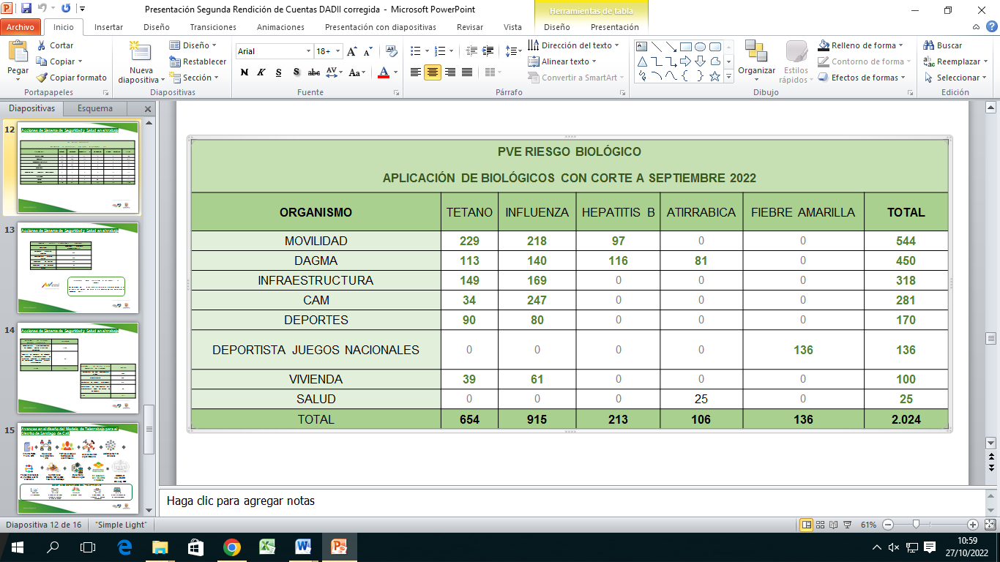 Presentación Segunda Rendición de Cuentas DADII corregida - Microsoft PowerPoint
Herramientas de tabla
Archivo Inicio Insertar Diseño Transiciones Animaciones Presentación con diapositivas Revisar Vista Diseño Presentación
Pegar
Cortar
Copiar
Copiar formato
Portapapeles
Nueva diapositiva
Diseño
Restablecer
Sección
Diapositivas
Arial 18+
N K S S abc AV Aa A
Fuente
Dirección del texto
Alinear texto
Convertir a SmartArt
Párrafo
Organizar
Estilos rápidos
Relleno de forma
Contorno de forma
Efectos de formas
Dibujo
Buscar
Reemplazar
Seleccionar
Edición
Diapositivas Esquema
12
Acciones de Sistema de Seguridad y Salud en el trabajo
13
Acciones de Sistema de Seguridad y Salud en el trabajo
14
Acciones de Sistema de Seguridad y Salud en el trabajo
15
Avances en el diseño del Modelo de Teletrabajo para el
Distrito de Santiago de Cali
PVE RIESGO BIOLÓGICO
APLICACIÓN DE BIOLÓGICOS CON CORTE A SEPTIEMBRE 2022
ORGANISMO TETANO INFLUENZA HEPATITIS B ATIRRABICA FIEBRE AMARILLA TOTAL
MOVILIDAD 229 218 97 0 0 544
DAGMA 113 140 116 81 0 450
INFRAESTRUCTURA 149 169 0 0 0 318
CAM 34 247 0 0 0 281
DEPORTES 90 80 0 0 0 170
DEPORTISTA JUEGOS NACIONALES 0 0 0 0 136 136
VIVIENDA 39 61 0 0 0 100
SALUD 0 0 0 25 0 25
TOTAL 654 915 213 106 136 2.024
Haga clic para agregar notas
Diapositiva 12 de 16 "Simple Light" 61%
10:59
27/10/2022